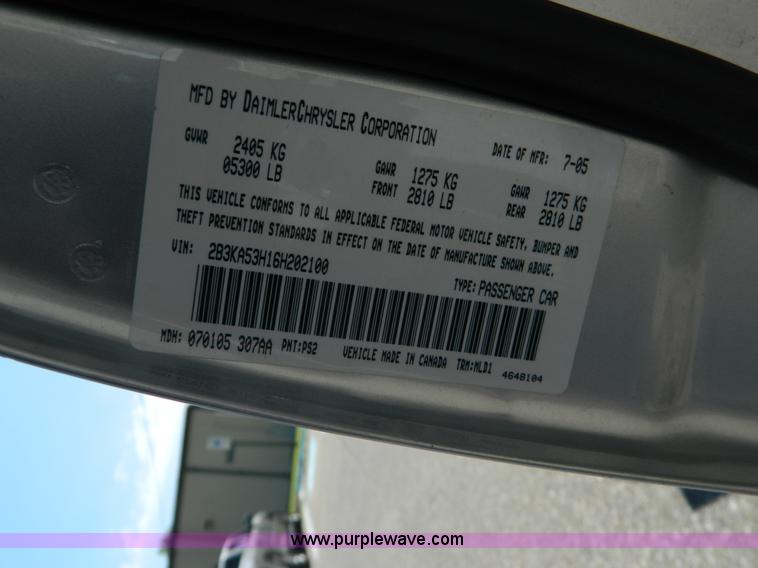 MFD BY DAIMLERCHRYSLER CORPORATION
DATE OF MFR: 7-05
GVWR 2405 KG
05300 LB
GAWR FRONT 1275 KG
2810 LB
GAWR REAR 1275 KG
2810 LB
THIS VEHICLE CONFORMS TO ALL APPLICABLE FEDERAL MOTOR VEHICLE SAFETY, BUMPER AND
THEFT PREVENTION STANDARDS IN EFFECT ON THE DATE OF MANUFACTURE SHOWN ABOVE.
VIN: 2B3KA53H16H202100
TYPE: PASSENGER CAR
MDH: 070105 307AA PNT:PS2 VEHICLE MADE IN CANADA TRM:MLD1
4648104
www.purplewave.com